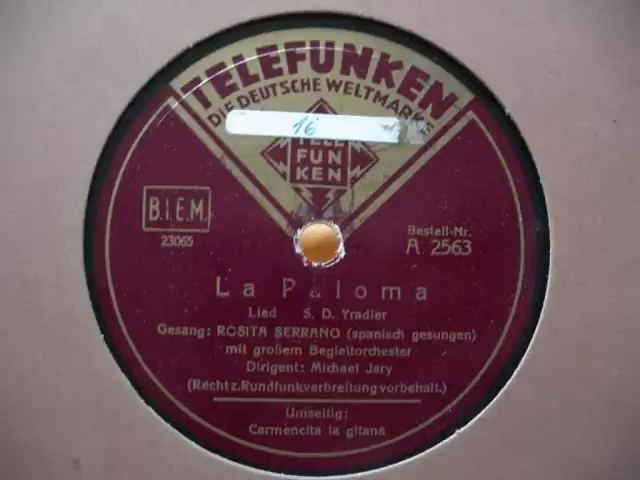 TELEFUNKEN
DIE DEUTSCHE WELTMARKE
16
TELE
FUN
KEN
B.I.E.M.
23065
Bestell-Nr.
A 2563
La Paloma
Lied S. D. Yradier
Gesang: ROSITA SERRANO (spanisch gesungen)
mit großem Begleitorchester
Dirigent: Michael Jary
(Recht z. Rundfunkverbreitung vorbehalt.)
Umseitig:
Carmencita la gitana